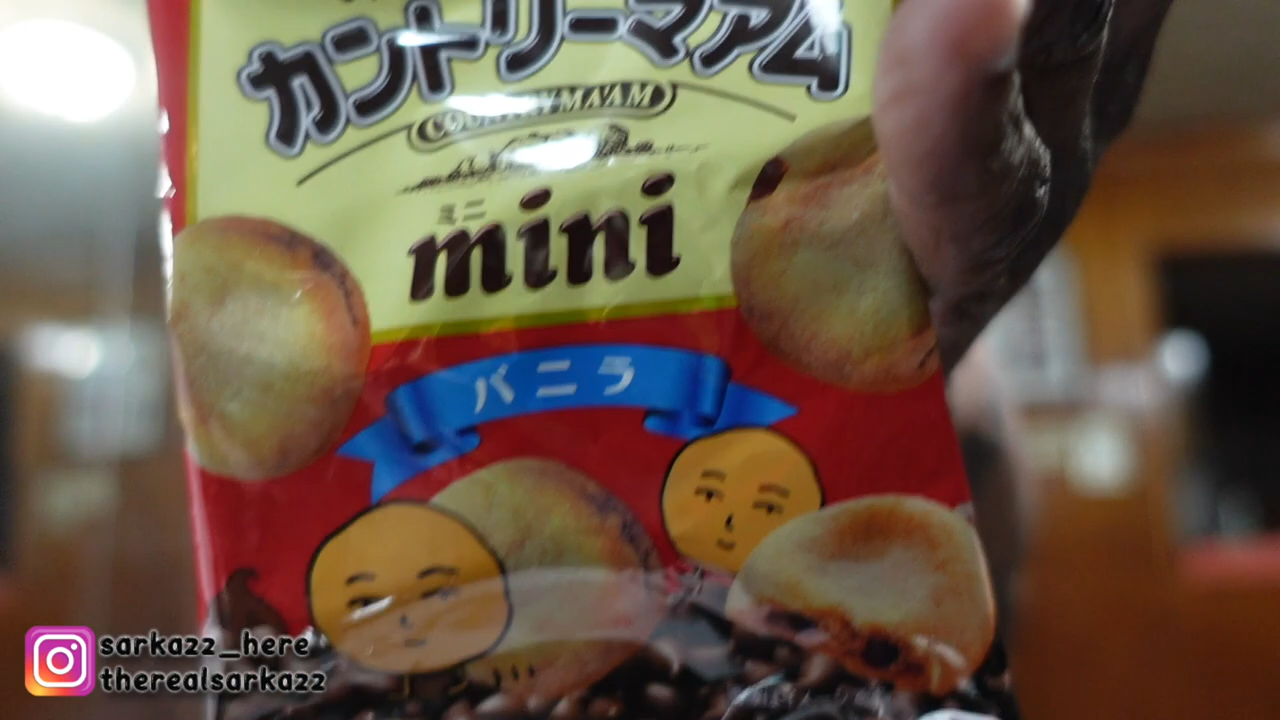 カントリーマアム
COUNTRY MA'AM
ミニ
mini
バニラ
sarkazz_here
therealsarkazz